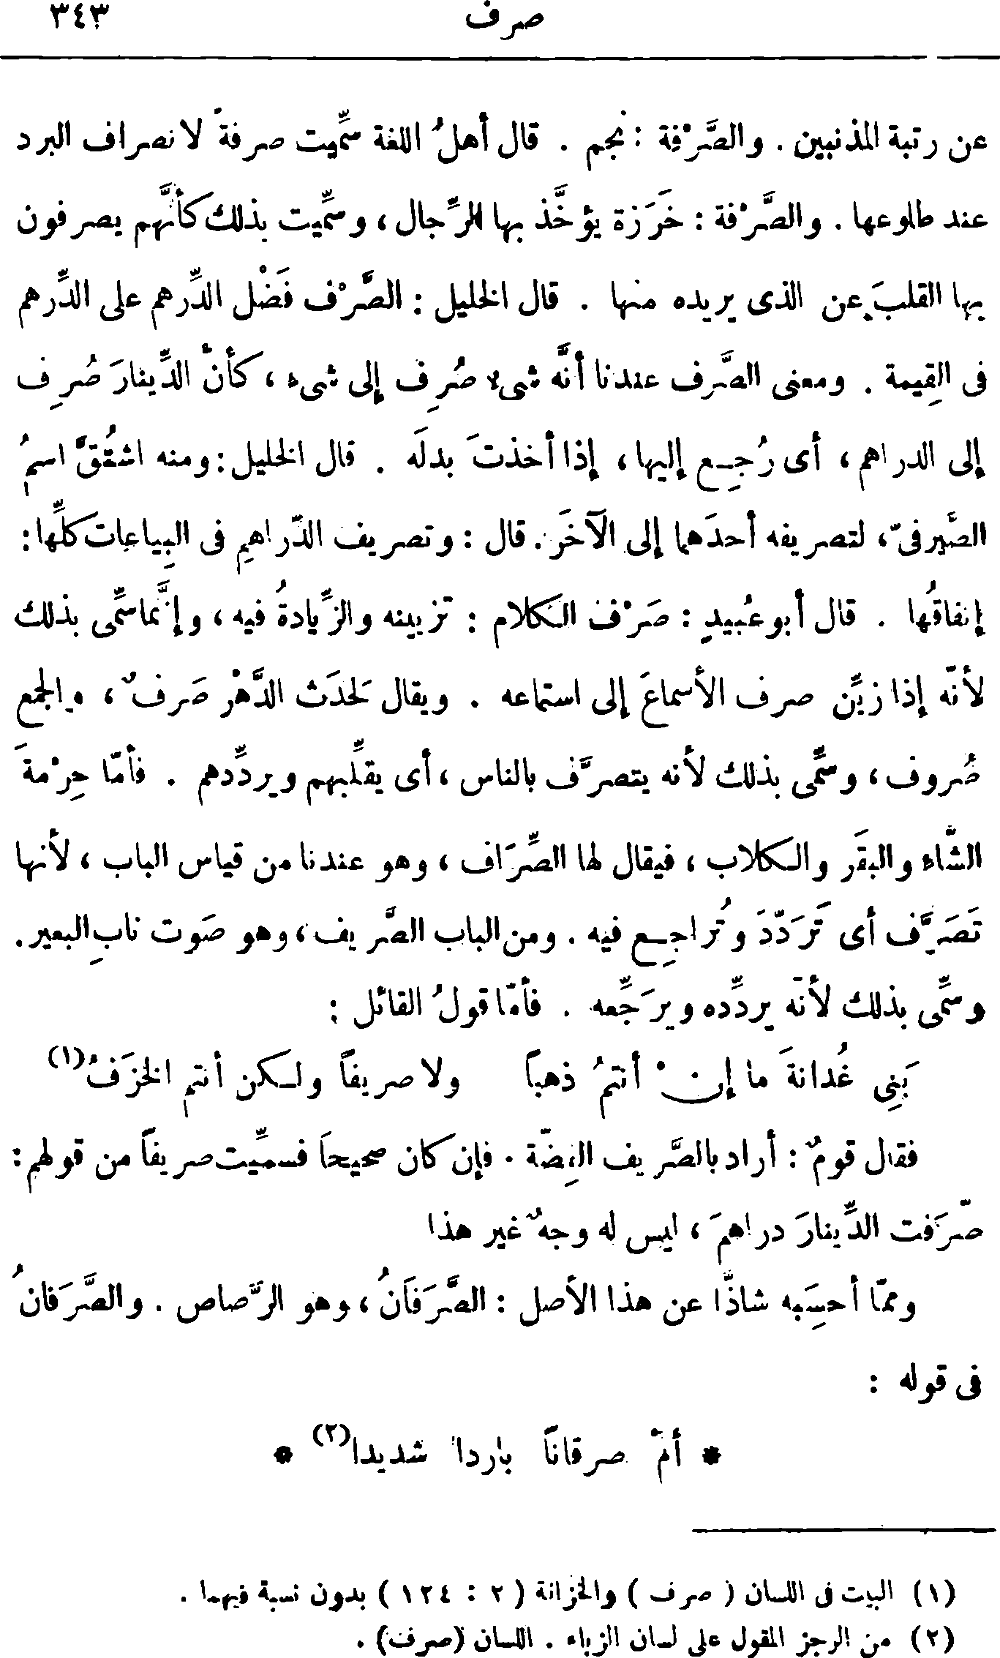 صرف ٣٤٣
عن رتبة المذنبين . والصَّرْفة : نجم . قال أهلُ اللغة سمِّيت صرفةً لانصراف البرد
عند طلوعها . والصَّرْفة : خَرَزة يؤخَّذ بها الرِّجال ، وسمِّيت بذلك كأنَّهم يصرفون
بها القلبَ عن الذى يريده منها . قال الخليل : الصَّرْف فَضْل الدِّرهم على الدِّرهم
فى القِيمة . ومعنى الصَّرف عندنا أنَّه شىء صُرِف إلى شىء ، كأنّ الدِّينارَ صُرِف
إلى الدراهم ، أى رُجِع إليها ، إذا أخذتَ بدلَه . قال الخليل : ومنه اشتُقَّ اسمُ
الصَّيرفىّ ، لتصريفه أحدَهما إلى الآخَر . قال : وتصريف الدّراهمِ فى البِياعات كلِّها :
إنفاقُها . قال أبو عُبيدٍ : صَرْف الكلام : تزيينه والزِّيادةُ فيه ، وإنَّما سمِّى بذلك
لأنّه إذا زيِّن صرف الأسماعَ إلى استماعه . ويقال لحَدَث الدَّهْر صَرفٌ ، والجمع
صُروف ، وسمِّى بذلك لأنه يتصرَّف بالناس ، أى يقلِّبهم ويردِّدهم . فأمّا حِرْمةَ
الشّاء والبقَر والكلاب ، فيقال لها الصِّرَاف ، وهو عندنا من قياس الباب ، لأنها
تَصَرَّف أى تَرَدّدَ وتُراجِع فيه . ومن الباب الصَّريف ، وهو صَوت نابِ البعير .
وسمِّى بذلك لأنّه يردِّده ويرَجِّعه . فأمّا قولُ القائل :
بَنِى غُدانةَ ما إن أنتمُ ذهباً ولا صريفاً ولكن أنتم الخزَفُ(١)
فقال قومٌ : أراد بالصَّريف الفِضّة . فإن كان صحيحاً فسمِّيت صريفاً من قولهم :
صَرّفت الدِّينارَ دراهمَ ، ليس له وجهٌ غير هذا
وممّا أحسَِبه شاذًّا عن هذا الأصل : الصَّرَفَانُ ، وهو الرَّصاص . والصَّرَفانُ
فى قوله :
* أمْ صرفاناً بارداً شديدا(٢) *
(١) البيت فى اللسان ( صرف ) والخزانة ( ٢ : ١٢٤ ) بدون نسبة فيهما .
(٢) من الرجز المقول على لسان الزباء . اللسان (صرف) .